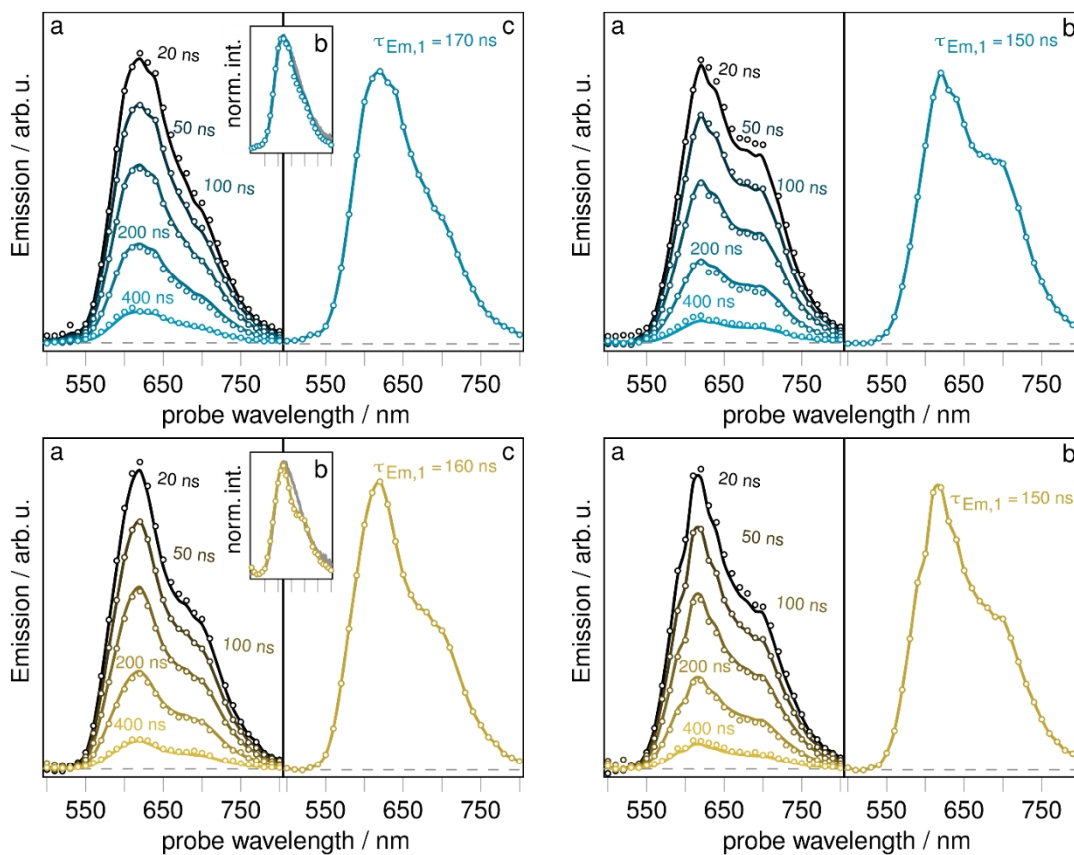 a
20 ns
50 ns
100 ns
200 ns
400 ns
b
norm. int.
c
τEm,1 = 170 ns
Emission / arb. u.
550 650 750 550 650 750
probe wavelength / nm
a
20 ns
50 ns
100 ns
200 ns
400 ns
b
τEm,1 = 150 ns
Emission / arb. u.
550 650 750 550 650 750
probe wavelength / nm
a
20 ns
50 ns
100 ns
200 ns
400 ns
b
norm. int.
c
τEm,1 = 160 ns
Emission / arb. u.
550 650 750 550 650 750
probe wavelength / nm
a
20 ns
50 ns
100 ns
200 ns
400 ns
b
τEm,1 = 150 ns
Emission / arb. u.
550 650 750 550 650 750
probe wavelength / nm